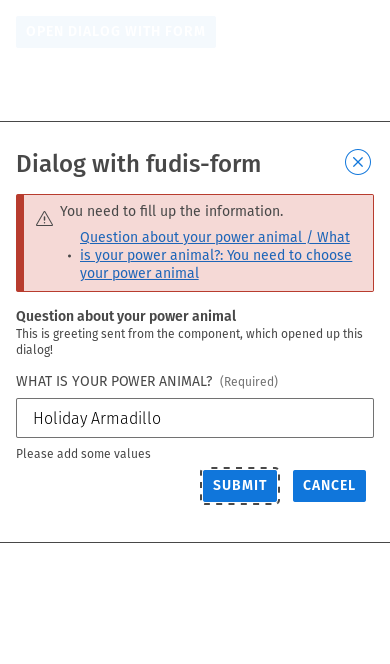 OPEN DIALOG WITH FORM
Dialog with fudis-form
You need to fill up the information.
• Question about your power animal / What
is your power animal?: You need to choose
your power animal
Question about your power animal
This is greeting sent from the component, which opened up this
dialog!
WHAT IS YOUR POWER ANIMAL? (Required)
Holiday Armadillo
Please add some values
SUBMIT CANCEL